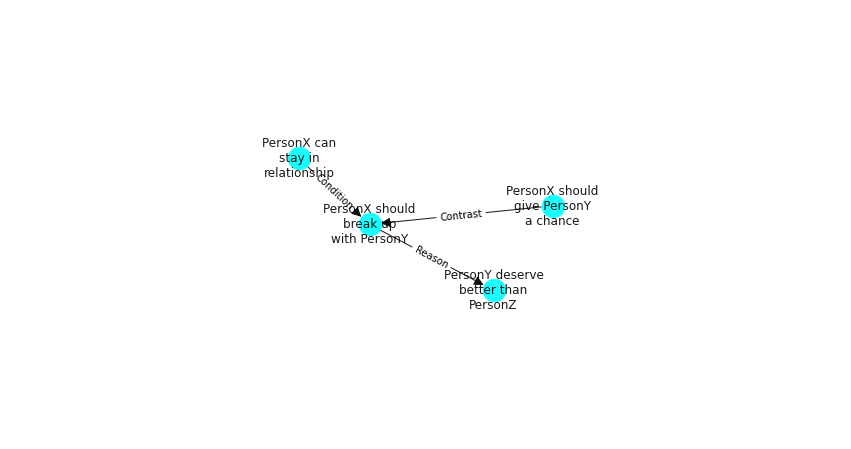 PersonX can
stay in
relationship
Condition
PersonX should
give PersonY
a chance
Contrast
PersonX should
break up
with PersonY
Reason
PersonY deserve
better than
PersonZ